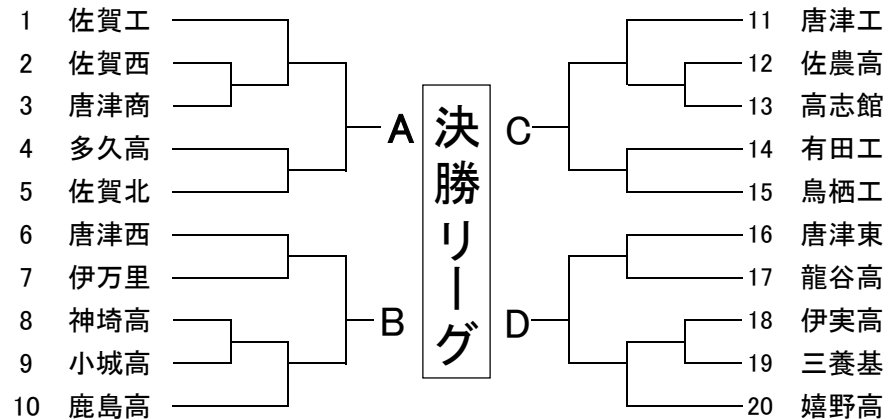 1 佐賀工
2 佐賀西
3 唐津商
4 多久高
5 佐賀北
6 唐津西
7 伊万里
8 神埼高
9 小城高
10 鹿島高
A
B
決勝リーグ
C
D
11 唐津工
12 佐農高
13 高志館
14 有田工
15 鳥栖工
16 唐津東
17 龍谷高
18 伊実高
19 三養基
20 嬉野高